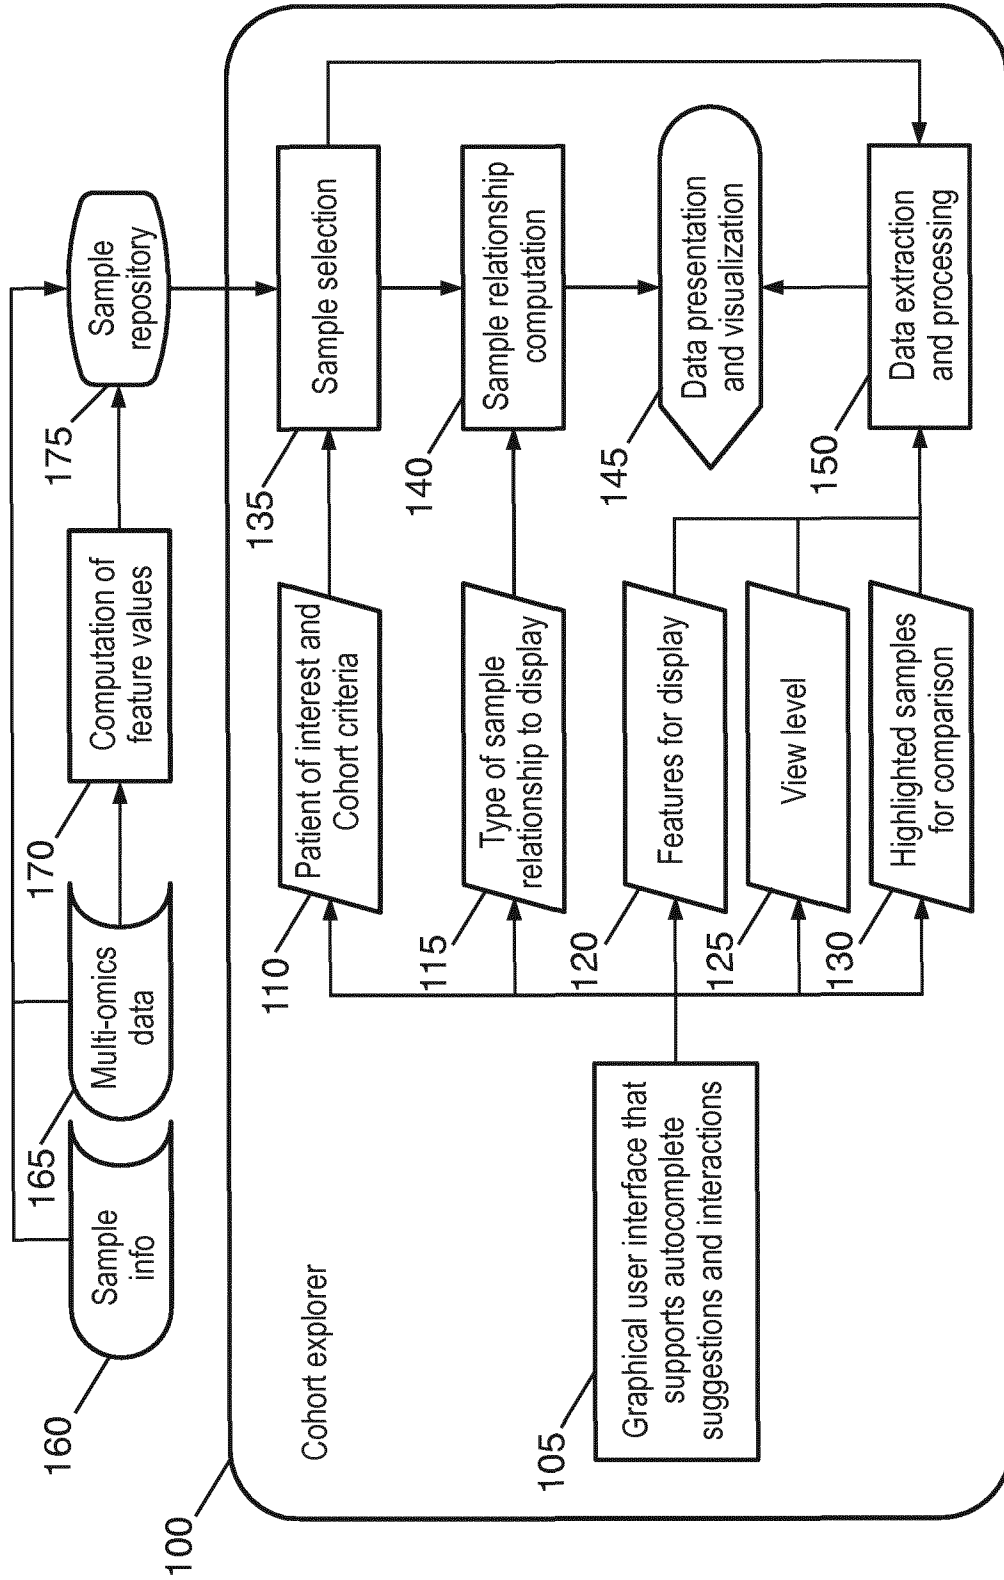 160
Sample
info
165
Multi-omics
data
170
Computation of
feature values
175
Sample
repository
100
Cohort explorer
105
Graphical user interface that
supports autocomplete
suggestions and interactions
110
Patient of interest and
Cohort criteria
135
Sample selection
115
Type of sample
relationship to display
140
Sample relationship
computation
120
Features for display
145
Data presentation
and visualization
125
View level
130
Highlighted samples
for comparison
150
Data extraction
and processing